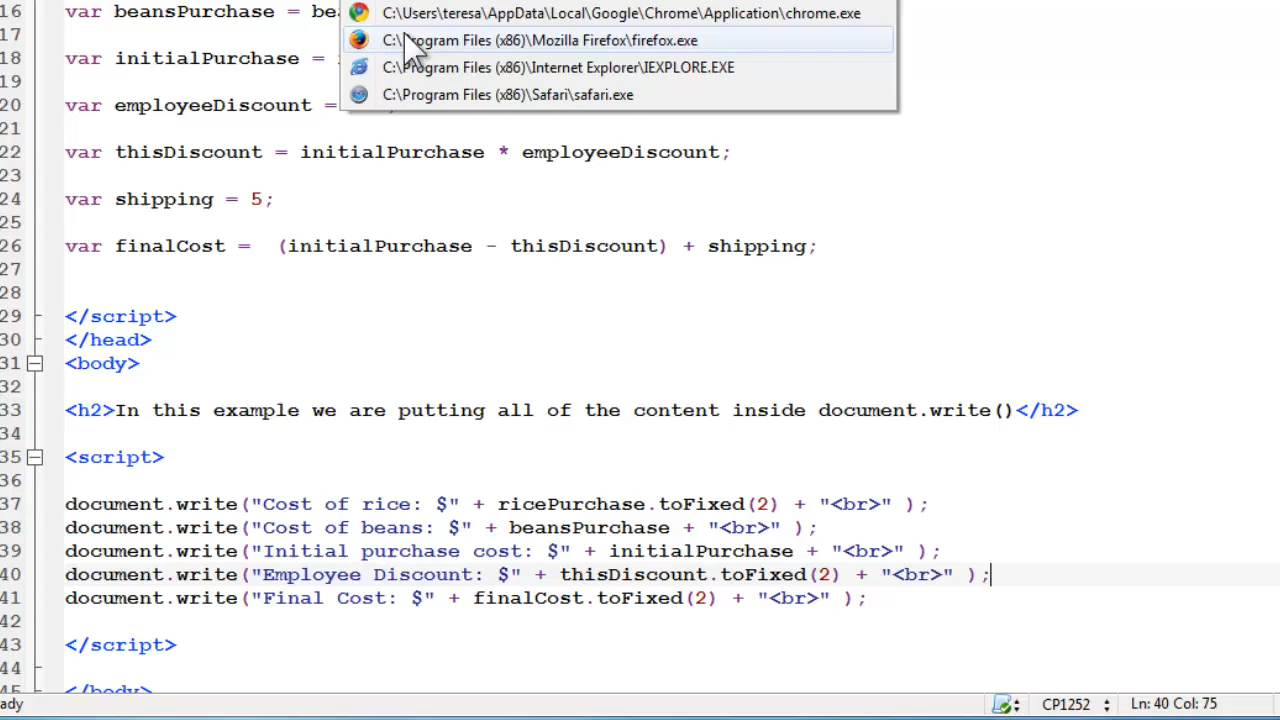 16 var beansPurchase = bea
C:\Users\teresa\AppData\Local\Google\Chrome\Application\chrome.exe
17
C:\Program Files (x86)\Mozilla Firefox\firefox.exe
18 var initialPurchase =
C:\Program Files (x86)\Internet Explorer\IEXPLORE.EXE
19
C:\Program Files (x86)\Safari\safari.exe
20 var employeeDiscount =
21
22 var thisDiscount = initialPurchase * employeeDiscount;
23
24 var shipping = 5;
25
26 var finalCost =  (initialPurchase - thisDiscount) + shipping;
27
28
29 </script>
30 </head>
31 <body>
32
33 <h2>In this example we are putting all of the content inside document.write()</h2>
34
35 <script>
36
37 document.write("Cost of rice: $" + ricePurchase.toFixed(2) + "<br>" );
38 document.write("Cost of beans: $" + beansPurchase + "<br>" );
39 document.write("Initial purchase cost: $" + initialPurchase + "<br>" );
40 document.write("Employee Discount: $" + thisDiscount.toFixed(2) + "<br>" );
41 document.write("Final Cost: $" + finalCost.toFixed(2) + "<br>" );
42
43 </script>
44
45 </body>
ady CP1252 Ln: 40 Col: 75